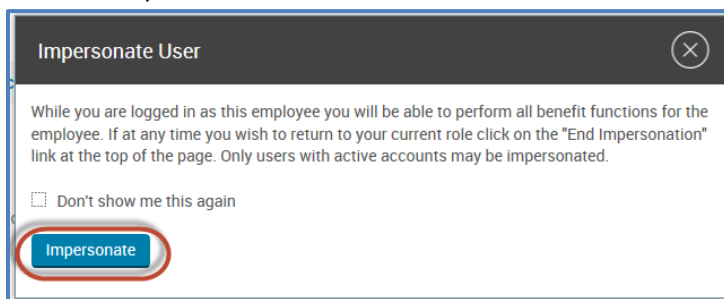 Impersonate User
While you are logged in as this employee you will be able to perform all benefit functions for the
employee. If at any time you wish to return to your current role click on the "End Impersonation"
link at the top of the page. Only users with active accounts may be impersonated.
Don't show me this again
Impersonate